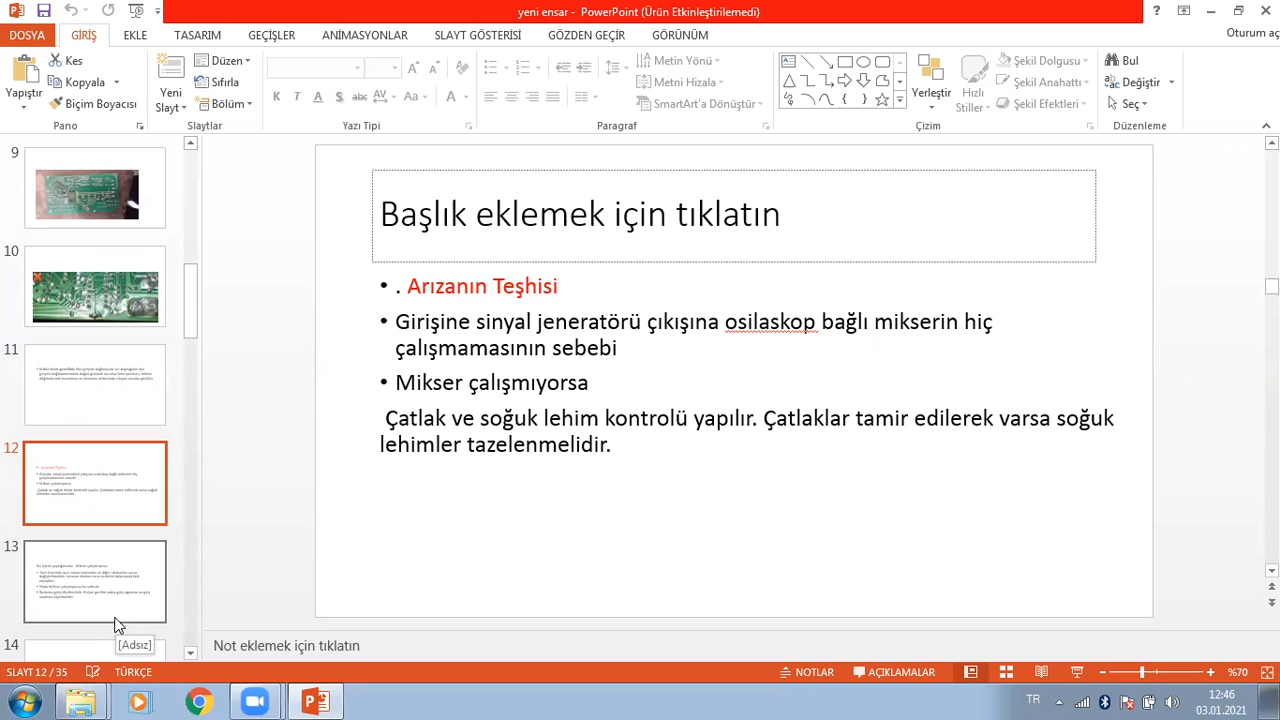 yeni ensar - PowerPoint (Ürün Etkinleştirilemedi)
DOSYA GİRİŞ EKLE TASARIM GEÇİŞLER ANİMASYONLAR SLAYT GÖSTERİSİ GÖZDEN GEÇİR GÖRÜNÜM Oturum aç
Yapıştır
Kes
Kopyala
Biçim Boyacısı
Pano
Yeni
Slayt
Düzen
Sıfırla
Bölüm
Slaytlar
K T A S abc AV Aa A
Yazı Tipi
Metin Yönü
Metni Hizala
SmartArt'a Dönüştür
Paragraf
Yerleştir
Hızlı
Stiller
Şekil Dolgusu
Şekil Anahattı
Şekil Efektleri
Çizim
Bul
Değiştir
Seç
Düzenleme
9
10
11
12
13
[Adsız]
14
Başlık eklemek için tıklatın
• . Arızanın Teşhisi
• Girişine sinyal jeneratörü çıkışına osilaskop bağlı mikserin hiç
çalışmamasının sebebi
• Mikser çalışmıyorsa
Çatlak ve soğuk lehim kontrolü yapılır. Çatlaklar tamir edilerek varsa soğuk
lehimler tazelenmelidir.
Not eklemek için tıklatın
SLAYT 12 / 35 TÜRKÇE NOTLAR AÇIKLAMALAR %70
TR 12:46
03.01.2021